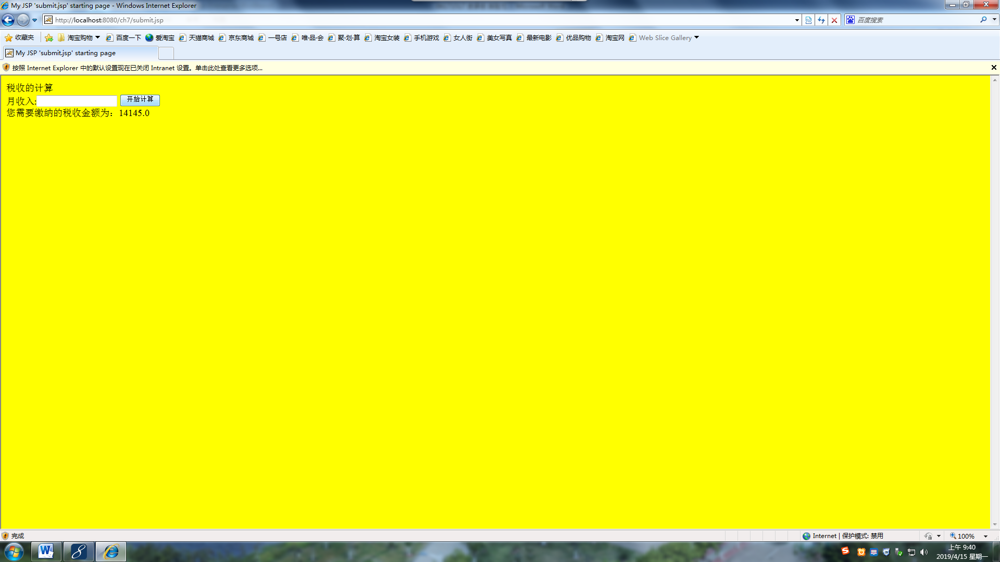 My JSP 'submit.jsp' starting page - Windows Internet Explorer
http://localhost:8080/ch7/submit.jsp
百度搜索
收藏夹 淘宝购物 百度一下 爱淘宝 天猫商城 京东商城 一号店 唯·品·会 聚·划·算 淘宝女装 手机游戏 女人街 美女写真 最新电影 优品购物 淘宝网 Web Slice Gallery
My JSP 'submit.jsp' starting page
按照 Internet Explorer 中的默认设置现在已关闭 Intranet 设置。单击此处查看更多选项...
税收的计算
月收入: 开始计算
您需要缴纳的税收金额为：14145.0
完成 Internet | 保护模式: 禁用 100%
上午 9:40
2019/4/15 星期一